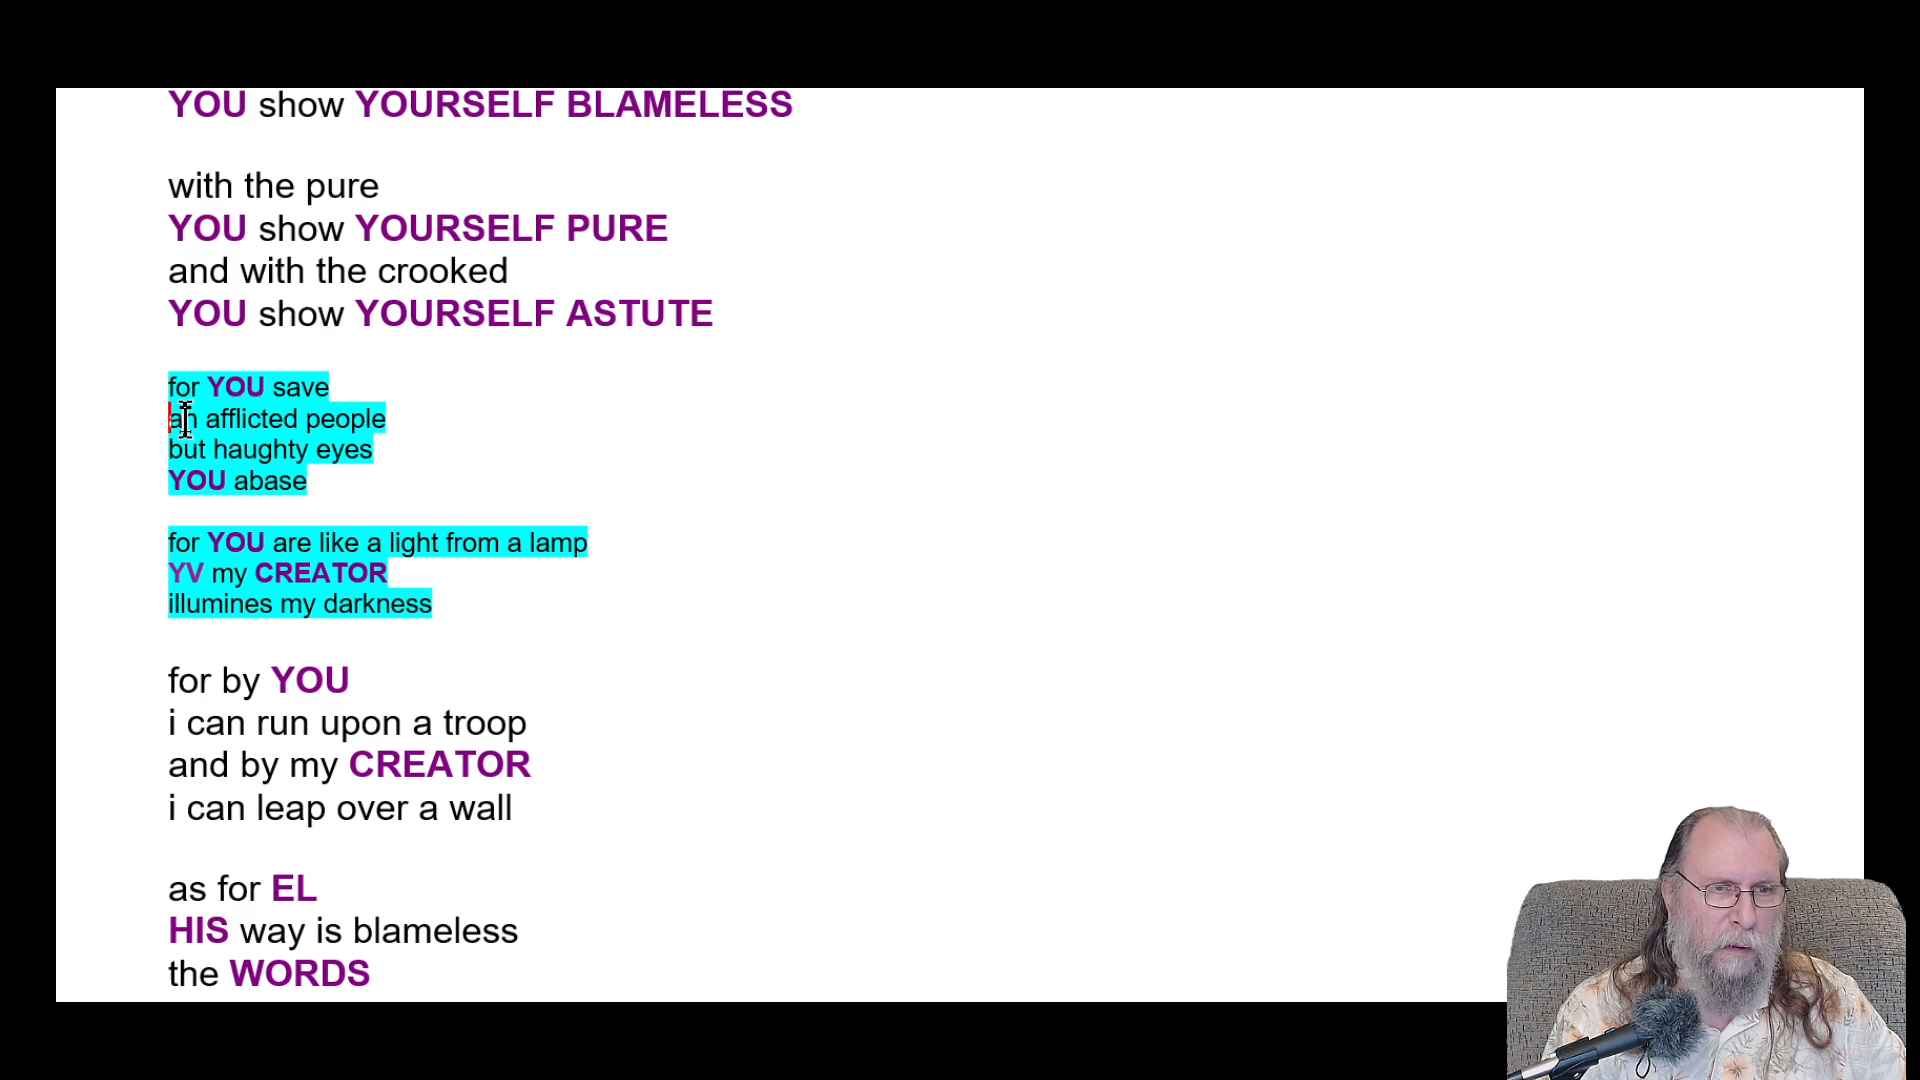 YOU show YOURSELF BLAMELESS
with the pure
YOU show YOURSELF PURE
and with the crooked
YOU show YOURSELF ASTUTE
for YOU save
an afflicted people
but haughty eyes
YOU abase
for YOU are like a light from a lamp
YV my CREATOR
illumines my darkness
for by YOU
i can run upon a troop
and by my CREATOR
i can leap over a wall
as for EL
HIS way is blameless
the WORDS